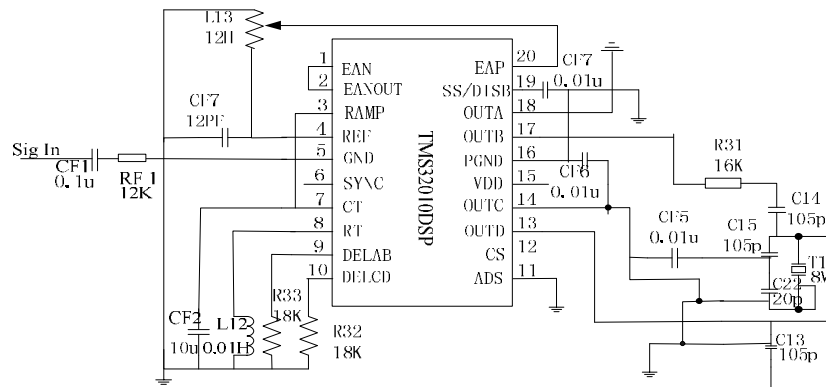 L13
12H
CF7
12PF
Sig In
CF1
0.1u
RF 1
12K
1
2
3
4
5
6
7
8
9
10
EAN
EANOUT
RAMP
REF
GND
SYNC
CT
RT
DELAB
DELCD
TMS32010DSP
EAP
SS/DISB
OUTA
OUTB
PGND
VDD
OUTC
OUTD
CS
ADS
20
19
18
17
16
15
14
13
12
11
CF7
0.01u
CF6
0.01u
R31
16K
C14
105p
CF5
0.01u
C15
105p
T1
8W
C22
20p
C13
105p
CF2
10u
L12
0.01H
R33
18K
R32
18K